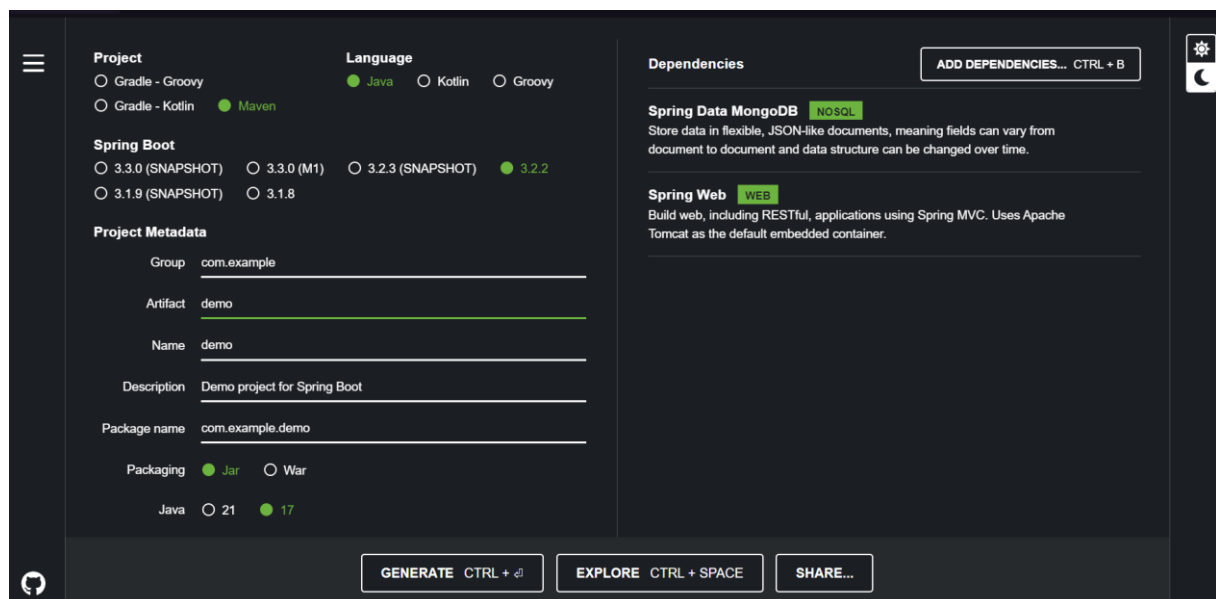 Project
Gradle - Groovy
Gradle - Kotlin Maven
Language
Java Kotlin Groovy
Spring Boot
3.3.0 (SNAPSHOT) 3.3.0 (M1) 3.2.3 (SNAPSHOT) 3.2.2
3.1.9 (SNAPSHOT) 3.1.8
Project Metadata
Group com.example
Artifact demo
Name demo
Description Demo project for Spring Boot
Package name com.example.demo
Packaging Jar War
Java 21 17
Dependencies
ADD DEPENDENCIES... CTRL + B
Spring Data MongoDB NOSQL
Store data in flexible, JSON-like documents, meaning fields can vary from
document to document and data structure can be changed over time.
Spring Web WEB
Build web, including RESTful, applications using Spring MVC. Uses Apache
Tomcat as the default embedded container.
GENERATE CTRL + ⏎ EXPLORE CTRL + SPACE SHARE...